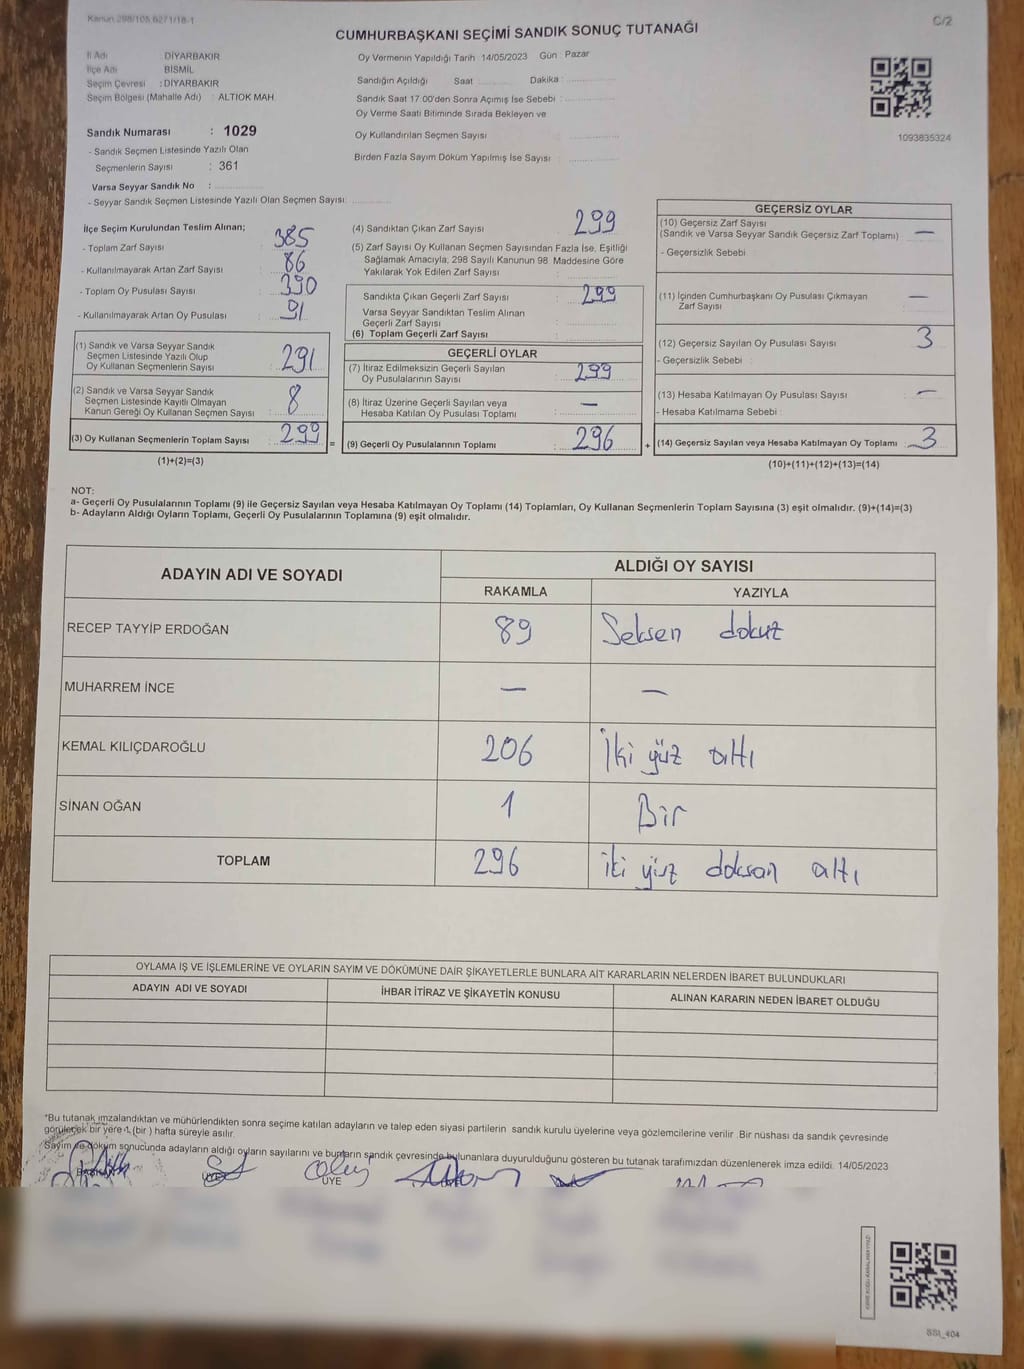 Kanun 298/105,6271/18-1
C/2
CUMHURBAŞKANI SEÇİMİ SANDIK SONUÇ TUTANAĞI
İl Adı DİYARBAKIR
İlçe Adı BİSMİL
Seçim Çevresi : DİYARBAKIR
Seçim Bölgesi (Mahalle Adı) : ALTIOK MAH.
Sandık Numarası : 1029
- Sandık Seçmen Listesinde Yazılı Olan
Seçmenlerin Sayısı : 361
Varsa Seyyar Sandık No :
- Seyyar Sandık Seçmen Listesinde Yazılı Olan Seçmen Sayısı:
Oy Vermenin Yapıldığı Tarih 14/05/2023 Gün Pazar
Sandığın Açıldığı Saat Dakika :
Sandık Saat 17.00'den Sonra Açımış İse Sebebi :
Oy Verme Saati Bitiminde Sırada Bekleyen ve
Oy Kullandırılan Seçmen Sayısı
Birden Fazla Sayım Döküm Yapılmış İse Sayısı
1093835324
İlçe Seçim Kurulundan Teslim Alınan;
- Toplam Zarf Sayısı : 385
- Kullanılmayarak Artan Zarf Sayısı : 86
- Toplam Oy Pusulası Sayısı : 390
- Kullanılmayarak Artan Oy Pusulası : 91
(1) Sandık ve Varsa Seyyar Sandık
Seçmen Listesinde Yazılı Olup
Oy Kullanan Seçmenlerin Sayısı : 291
(2) Sandık ve Varsa Seyyar Sandık
Seçmen Listesinde Kayıtlı Olmayan
Kanun Gereği Oy Kullanan Seçmen Sayısı : 8
(3) Oy Kullanan Seçmenlerin Toplam Sayısı : 299
(1)+(2)=(3)
(4) Sandıktan Çıkan Zarf Sayısı : 299
(5) Zarf Sayısı Oy Kullanan Seçmen Sayısından Fazla İse, Eşitliği
Sağlamak Amacıyla, 298 Sayılı Kanunun 98. Maddesine Göre
Yakılarak Yok Edilen Zarf Sayısı :
Sandıkta Çıkan Geçerli Zarf Sayısı : 299
Varsa Seyyar Sandıktan Teslim Alınan
Geçerli Zarf Sayısı :
(6) Toplam Geçerli Zarf Sayısı :
GEÇERLİ OYLAR
(7) İtiraz Edilmeksizin Geçerli Sayılan
Oy Pusulalarının Sayısı : 299
(8) İtiraz Üzerine Geçerli Sayılan veya
Hesaba Katılan Oy Pusulası Toplamı : —
= (9) Geçerli Oy Pusulalarının Toplamı : 296
GEÇERSİZ OYLAR
(10) Geçersiz Zarf Sayısı
(Sandık ve Varsa Seyyar Sandık Geçersiz Zarf Toplamı) : —
- Geçersizlik Sebebi
(11) İçinden Cumhurbaşkanı Oy Pusulası Çıkmayan
Zarf Sayısı : —
(12) Geçersiz Sayılan Oy Pusulası Sayısı : 3
- Geçersizlik Sebebi :
(13) Hesaba Katılmayan Oy Pusulası Sayısı : —
- Hesaba Katılmama Sebebi :
+ (14) Geçersiz Sayılan veya Hesaba Katılmayan Oy Toplamı : 3
(10)+(11)+(12)+(13)=(14)
NOT:
a- Geçerli Oy Pusulalarının Toplamı (9) ile Geçersiz Sayılan veya Hesaba Katılmayan Oy Toplamı (14) Toplamları, Oy Kullanan Seçmenlerin Toplam Sayısına (3) eşit olmalıdır. (9)+(14)=(3)
b- Adayların Aldığı Oyların Toplamı, Geçerli Oy Pusulalarının Toplamına (9) eşit olmalıdır.
ADAYIN ADI VE SOYADI ALDIĞI OY SAYISI
RAKAMLA YAZIYLA
RECEP TAYYİP ERDOĞAN 89 Seksen dokuz
MUHARREM İNCE — —
KEMAL KILIÇDAROĞLU 206 İki yüz altı
SİNAN OĞAN 1 Bir
TOPLAM 296 iki yüz doksan altı
OYLAMA İŞ VE İŞLEMLERİNE VE OYLARIN SAYIM VE DÖKÜMÜNE DAİR ŞİKAYETLERLE BUNLARA AİT KARARLARIN NELERDEN İBARET BULUNDUKLARI
ADAYIN ADI VE SOYADI İHBAR İTİRAZ VE ŞİKAYETİN KONUSU ALINAN KARARIN NEDEN İBARET OLDUĞU
*Bu tutanak imzalandıktan ve mühürlendikten sonra seçime katılan adayların ve talep eden siyasi partilerin sandık kurulu üyelerine veya gözlemcilerine verilir. Bir nüshası da sandık çevresinde
görülecek bir yere 1 (bir) hafta süreyle asılır.
Sayım ve döküm sonucunda adayların aldığı oyların sayılarını ve bunların sandık çevresinde bulunanlara duyurulduğunu gösteren bu tutanak tarafımızdan düzenlenerek imza edildi. 14/05/2023
BAŞKAN ÜYE ÜYE